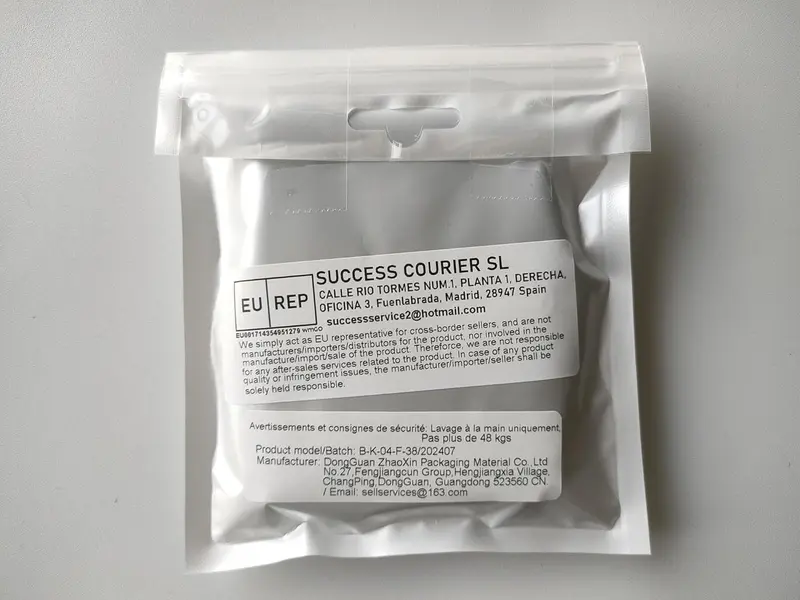 EU REP
SUCCESS COURIER SL
CALLE RIO TORMES NUM.1, PLANTA 1, DERECHA,
OFICINA 3, Fuenlabrada, Madrid, 28947 Spain
successservice2@hotmail.com
EU001714354951279 wmco
We simply act as EU representative for cross-border sellers, and are not
manufacturers/importers/distributors for the product, nor involved in the
manufacture/import/sale of the product. Thereforce, we are not responsible
for any after-sales services related to the product. In case of any product
quality or infringement issues, the manufacturer/importer/seller shall be
solely held responsible.
Avertissements et consignes de sécurité: Lavage à la main uniquement,
Pas plus de 48 kgs
Product model/Batch: B-K-04-F-38/202407
Manufacturer: DongGuan ZhaoXin Packaging Material Co.,Ltd
No.27,Fengjiangcun Group,Hengjiangxia Village,
ChangPing,DongGuan, Guangdong 523560 CN.
/ Email: sellservices@163.com